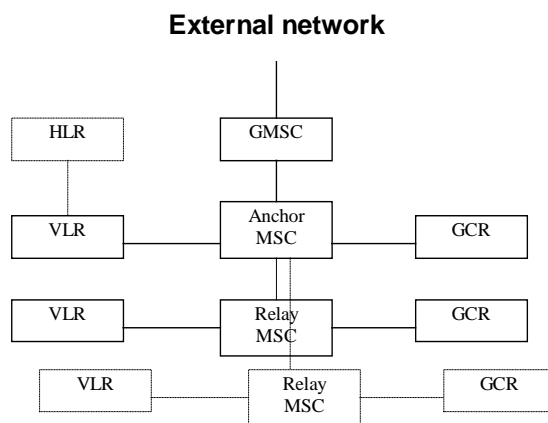 External network
HLR
GMSC
VLR
Anchor
MSC
GCR
VLR
Relay
MSC
GCR
VLR
Relay
MSC
GCR